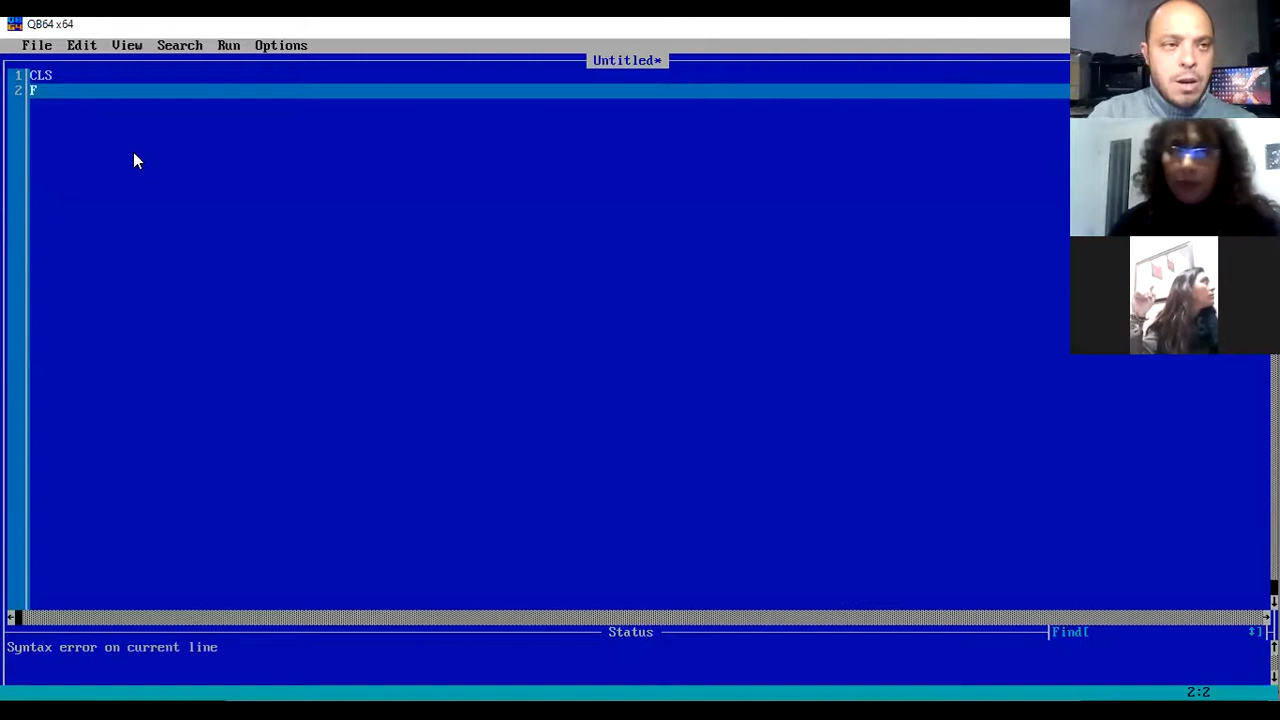 QB64 x64
File Edit View Search Run Options
Untitled*
1 CLS
2 F
Status
Find[ ]
Syntax error on current line
2:2